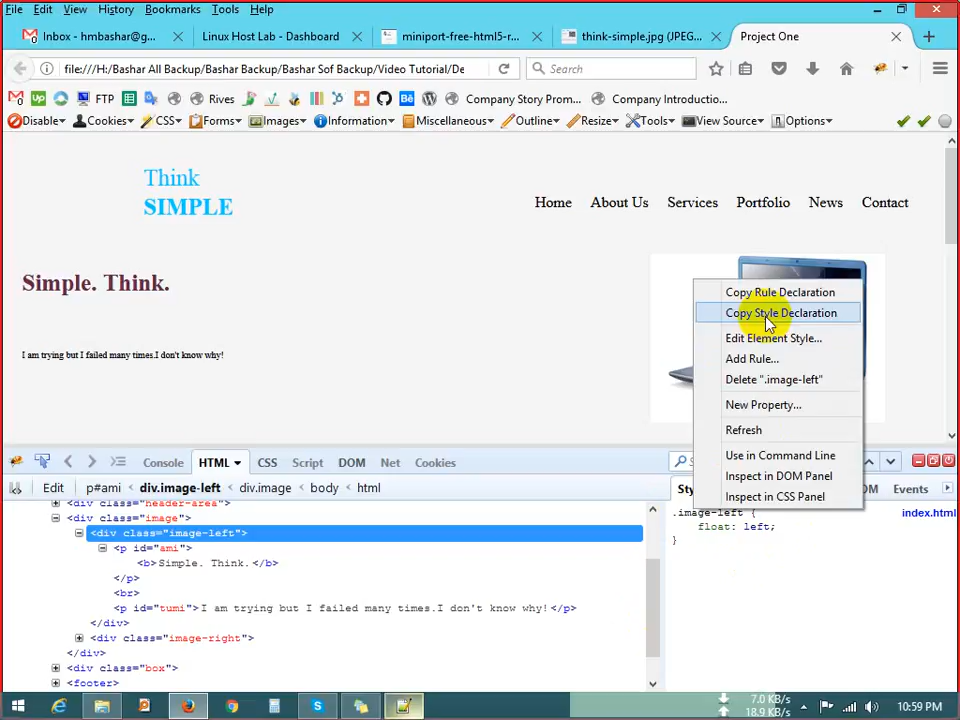 File Edit View History Bookmarks Tools Help
Inbox - hmbashar@g... Linux Host Lab - Dashboard miniport-free-html5-r... think-simple.jpg (JPEG... Project One
file:///H:/Bashar All Backup/Bashar Backup/Bashar Sof Backup/Video Tutorial/De Search
Up FTP Rives Bē Company Story Prom... Company Introductio...
Disable Cookies CSS Forms Images Information Miscellaneous Outline Resize Tools View Source Options
Think
SIMPLE
Home About Us Services Portfolio News Contact
Simple. Think.
I am trying but I failed many times.I don't know why!
Copy Rule Declaration
Copy Style Declaration
Edit Element Style...
Add Rule...
Delete ".image-left"
New Property...
Refresh
Use in Command Line
Inspect in DOM Panel
Inspect in CSS Panel
Console HTML CSS Script DOM Net Cookies
Edit p#ami div.image-left div.image body html
Sty OM Events
<div class="header-area">
<div class="image">
<div class="image-left">
<p id="ami">
<b>Simple. Think.</b>
</p>
<br>
<p id="tumi">I am trying but I failed many times.I don't know why!</p>
</div>
<div class="image-right">
</div>
<div class="box">
<footer>
.image-left { index.html
float: left;
}
7.0 KB/s
18.9 KB/s
10:59 PM